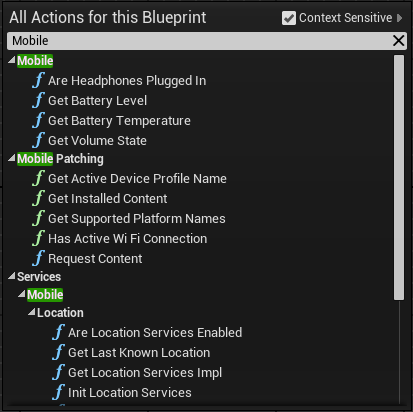 All Actions for this Blueprint Context Sensitive
Mobile
Mobile
Are Headphones Plugged In
Get Battery Level
Get Battery Temperature
Get Volume State
Mobile Patching
Get Active Device Profile Name
Get Installed Content
Get Supported Platform Names
Has Active Wi Fi Connection
Request Content
Services
Mobile
Location
Are Location Services Enabled
Get Last Known Location
Get Location Services Impl
Init Location Services